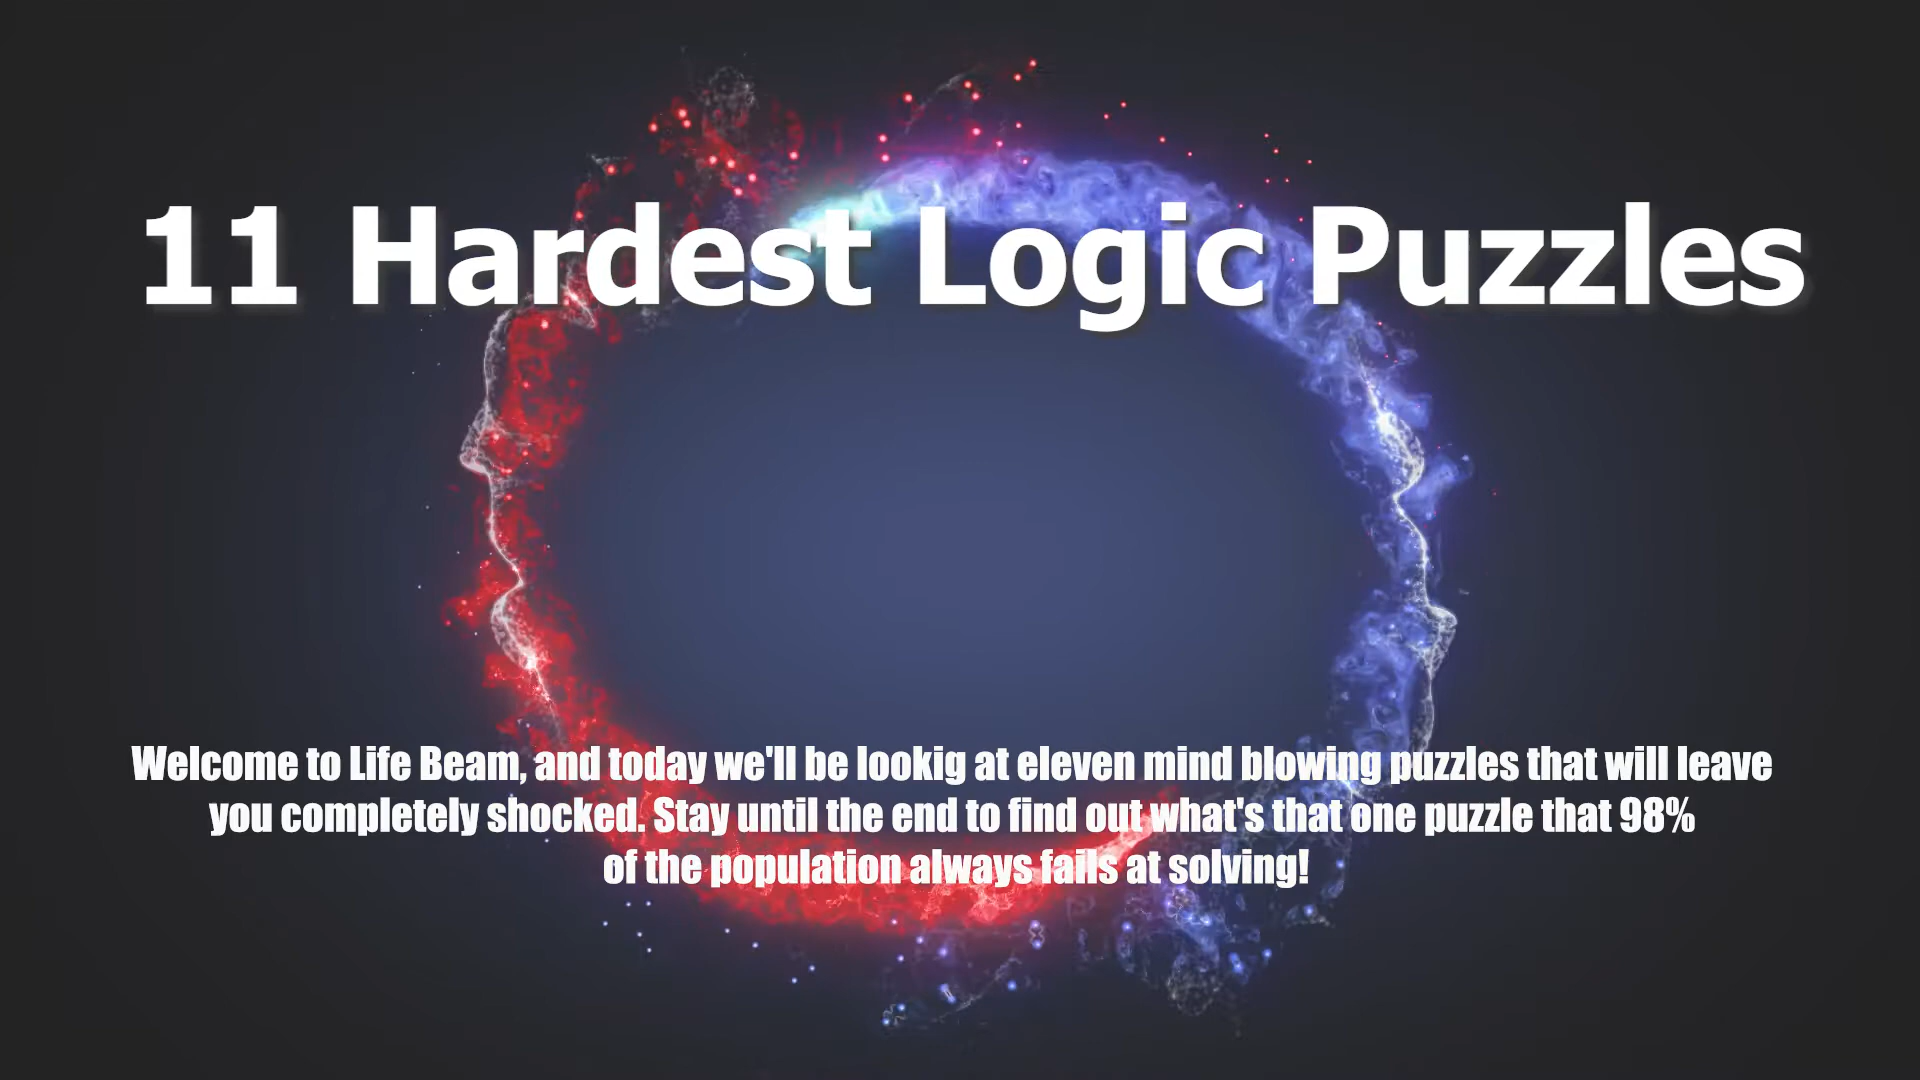 11 Hardest Logic Puzzles
Welcome to Life Beam, and today we'll be lookig at eleven mind blowing puzzles that will leave
you completely shocked. Stay until the end to find out what's that one puzzle that 98%
of the population always fails at solving!